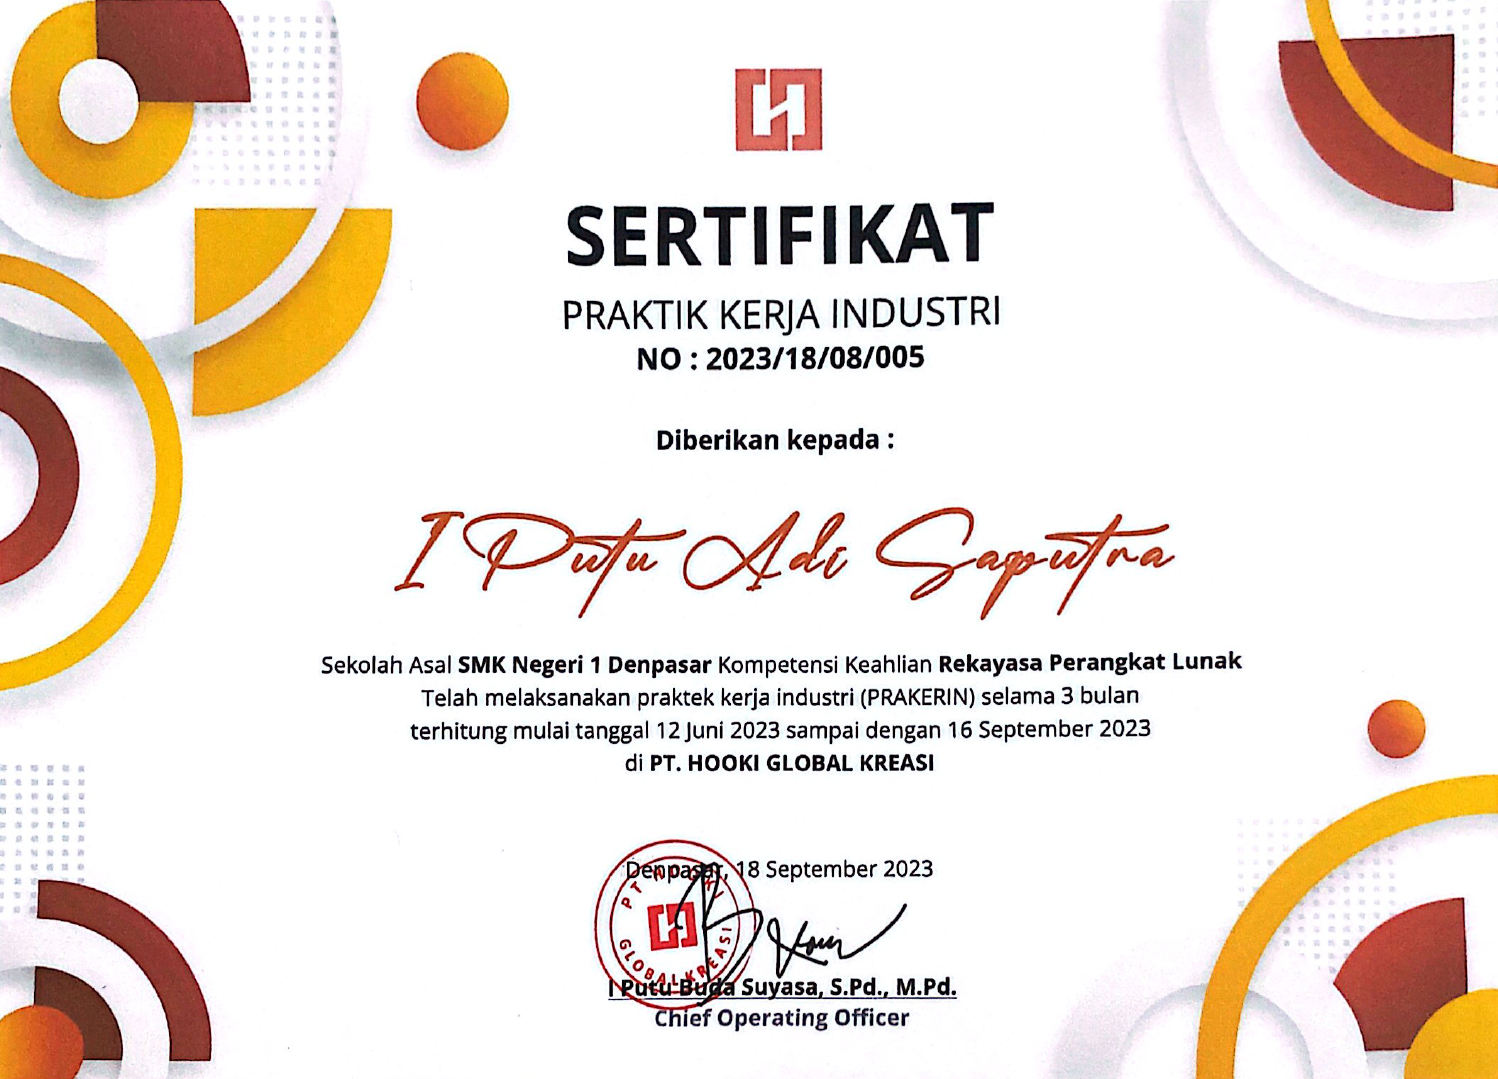 SERTIFIKAT
PRAKTIK KERJA INDUSTRI
NO : 2023/18/08/005
Diberikan kepada :
I Putu Adi Saputra
Sekolah Asal SMK Negeri 1 Denpasar Kompetensi Keahlian Rekayasa Perangkat Lunak
Telah melaksanakan praktek kerja industri (PRAKERIN) selama 3 bulan
terhitung mulai tanggal 12 Juni 2023 sampai dengan 16 September 2023
di PT. HOOKI GLOBAL KREASI
Denpasar, 18 September 2023
PT HOOKI
GLOBAL KREASI
I Putu Buda Suyasa, S.Pd., M.Pd.
Chief Operating Officer